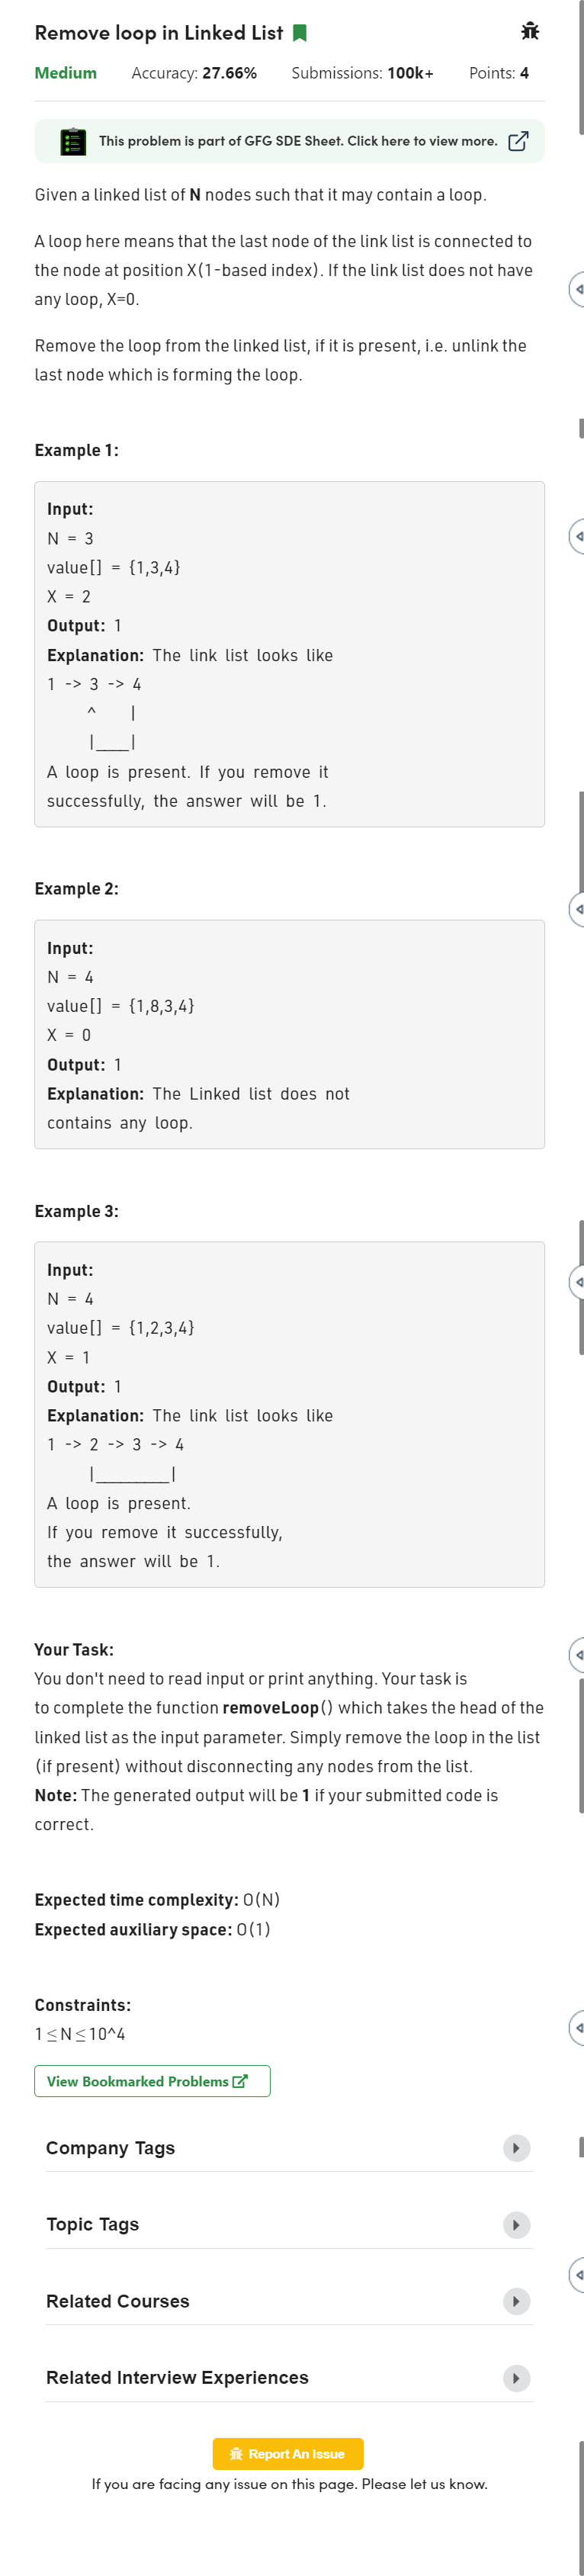 Remove loop in Linked List
Medium Accuracy: 27.66% Submissions: 100k+ Points: 4
This problem is part of GFG SDE Sheet. Click here to view more.
Given a linked list of N nodes such that it may contain a loop.
A loop here means that the last node of the link list is connected to
the node at position X(1-based index). If the link list does not have
any loop, X=0.
Remove the loop from the linked list, if it is present, i.e. unlink the
last node which is forming the loop.
Example 1:
Input:
N = 3
value[] = {1,3,4}
X = 2
Output: 1
Explanation: The link list looks like
1 -> 3 -> 4
     ^    |
     |____|
A loop is present. If you remove it
successfully, the answer will be 1.
Example 2:
Input:
N = 4
value[] = {1,8,3,4}
X = 0
Output: 1
Explanation: The Linked list does not
contains any loop.
Example 3:
Input:
N = 4
value[] = {1,2,3,4}
X = 1
Output: 1
Explanation: The link list looks like
1 -> 2 -> 3 -> 4
     |_________|
A loop is present.
If you remove it successfully,
the answer will be 1.
Your Task:
You don't need to read input or print anything. Your task is
to complete the function removeLoop() which takes the head of the
linked list as the input parameter. Simply remove the loop in the list
(if present) without disconnecting any nodes from the list.
Note: The generated output will be 1 if your submitted code is
correct.
Expected time complexity: O(N)
Expected auxiliary space: O(1)
Constraints:
1 ≤ N ≤ 10^4
View Bookmarked Problems
Company Tags
Topic Tags
Related Courses
Related Interview Experiences
Report An Issue
If you are facing any issue on this page. Please let us know.